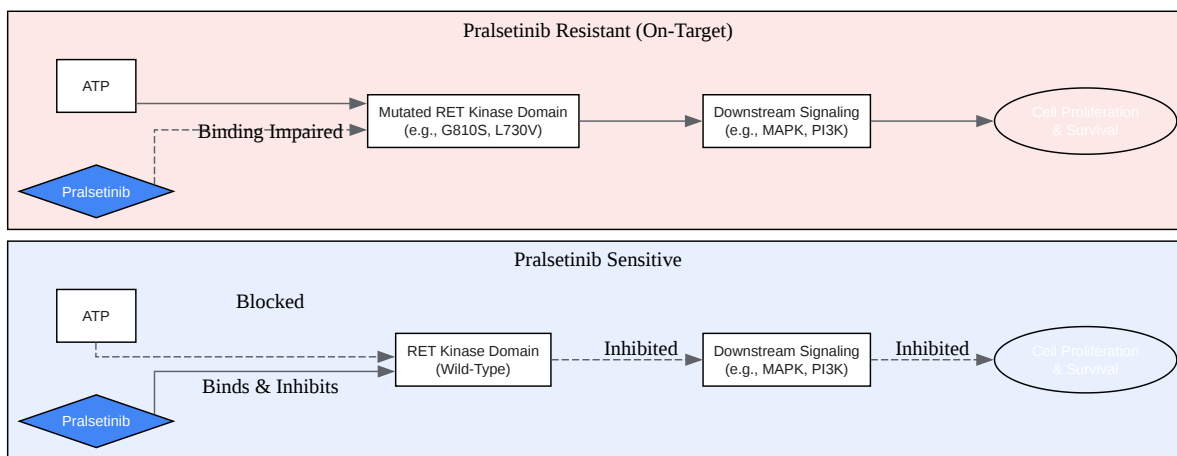 Pralsetinib Resistant (On-Target)
ATP
Binding Impaired
Pralsetinib
Mutated RET Kinase Domain
(e.g., G810S, L730V)
Downstream Signaling
(e.g., MAPK, PI3K)
Cell Proliferation
& Survival
Pralsetinib Sensitive
ATP
Blocked
Binds & Inhibits
Pralsetinib
RET Kinase Domain
(Wild-Type)
Inhibited
Downstream Signaling
(e.g., MAPK, PI3K)
Inhibited
Cell Proliferation
& Survival